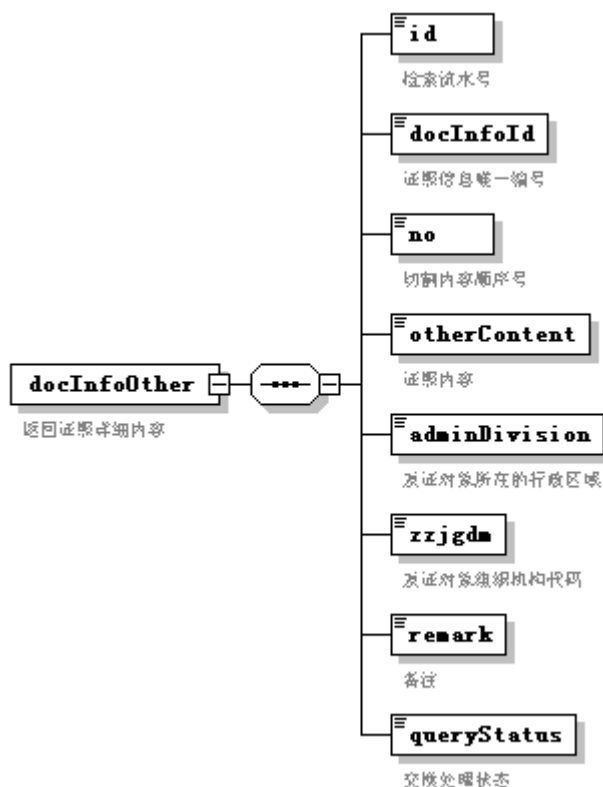 id
检索流水号
docInfoId
证照信息唯一编号
no
切割内容顺序号
otherContent
证照内容
docInfoOther
返回证照详细内容
adminDivision
发证对象所在的行政区域
zzjgdm
发证对象组织机构代码
remark
备注
queryStatus
交换处理状态